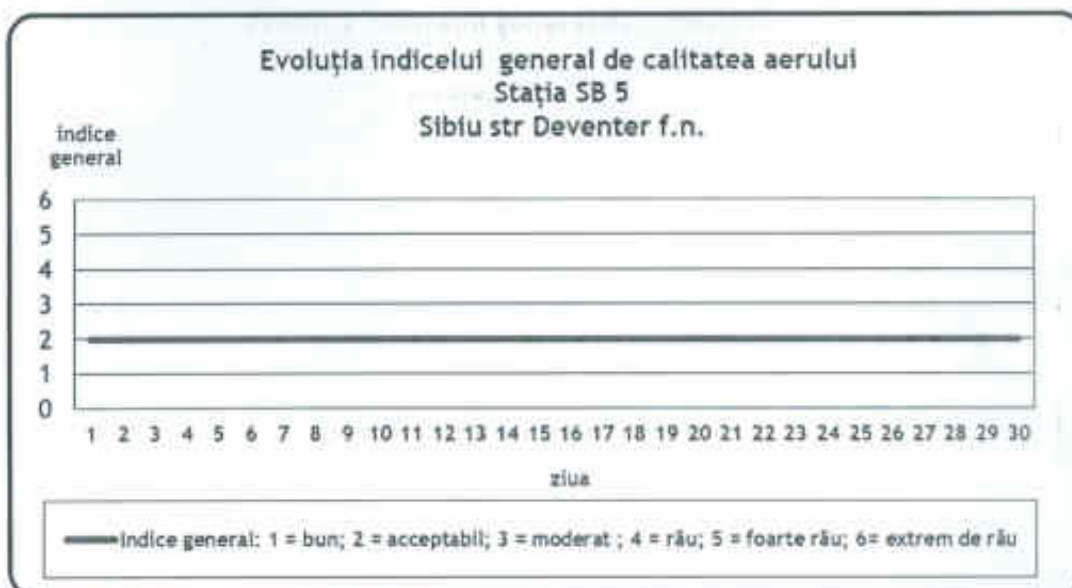 Evoluția indicelui general de calitatea aerului
Stația SB 5
Sibiu str Deventer f.n.
indice
general
6
5
4
3
2
1
0
1 2 3 4 5 6 7 8 9 10 11 12 13 14 15 16 17 18 19 20 21 22 23 24 25 26 27 28 29 30
ziua
indice general: 1 = bun; 2 = acceptabil; 3 = moderat ; 4 = rău; 5 = foarte rău; 6= extrem de rău